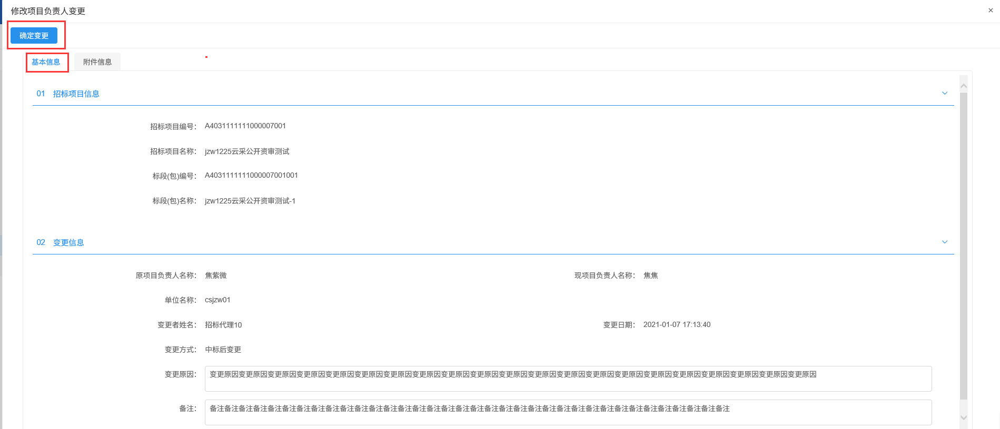 修改项目负责人变更
×
确定变更
基本信息 附件信息
01 招标项目信息
招标项目编号： A4031111111000007001
招标项目名称： jzw1225云采公开资审测试
标段(包)编号： A4031111111000007001001
标段(包)名称： jzw1225云采公开资审测试-1
02 变更信息
原项目负责人名称： 焦紫微 现项目负责人名称： 焦焦
单位名称： csjzw01
变更者姓名： 招标代理10 变更日期： 2021-01-07 17:13:40
变更方式： 中标后变更
变更原因： 变更原因变更原因变更原因变更原因变更原因变更原因变更原因变更原因变更原因变更原因变更原因变更原因变更原因变更原因变更原因变更原因变更原因变更原因变更原因变更原因变更原因
备注： 备注备注备注备注备注备注备注备注备注备注备注备注备注备注备注备注备注备注备注备注备注备注备注备注备注备注备注备注备注备注备注备注备注备注备注备注